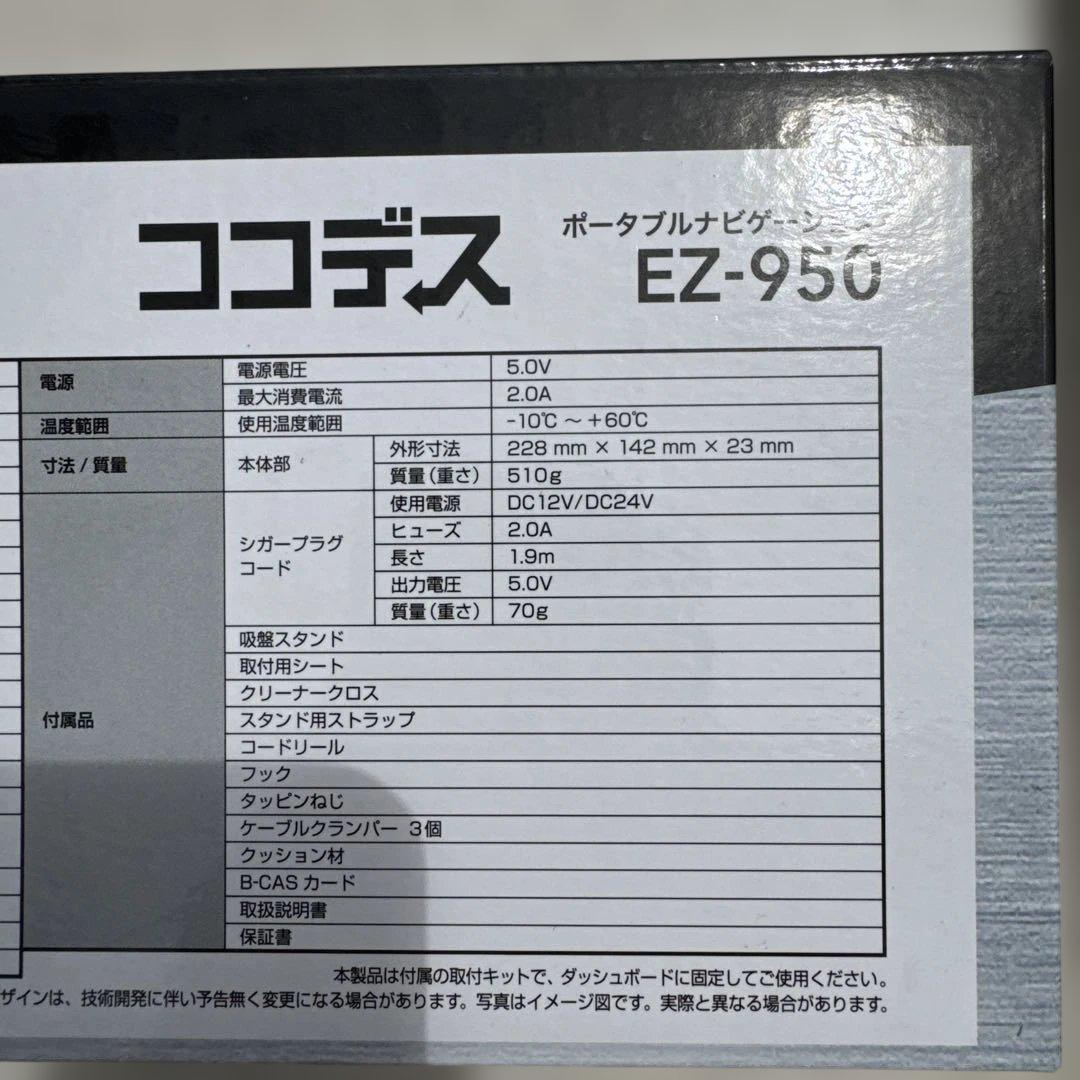 ココデス
ポータブルナビゲーション
EZ-950
電源 電源電圧 5.0V
最大消費電流 2.0A
温度範囲 使用温度範囲 -10℃ ～ +60℃
寸法 / 質量 本体部 外形寸法 228 mm × 142 mm × 23 mm
質量（重さ） 510g
付属品 シガープラグ
コード 使用電源 DC12V/DC24V
ヒューズ 2.0A
長さ 1.9m
出力電圧 5.0V
質量（重さ） 70g
吸盤スタンド
取付用シート
クリーナークロス
スタンド用ストラップ
コードリール
フック
タッピンねじ
ケーブルクランパー 3個
クッション材
B-CAS カード
取扱説明書
保証書
本製品は付属の取付キットで、ダッシュボードに固定してご使用ください。
ザインは、技術開発に伴い予告無く変更になる場合があります。写真はイメージ図です。実際と異なる場合があります。